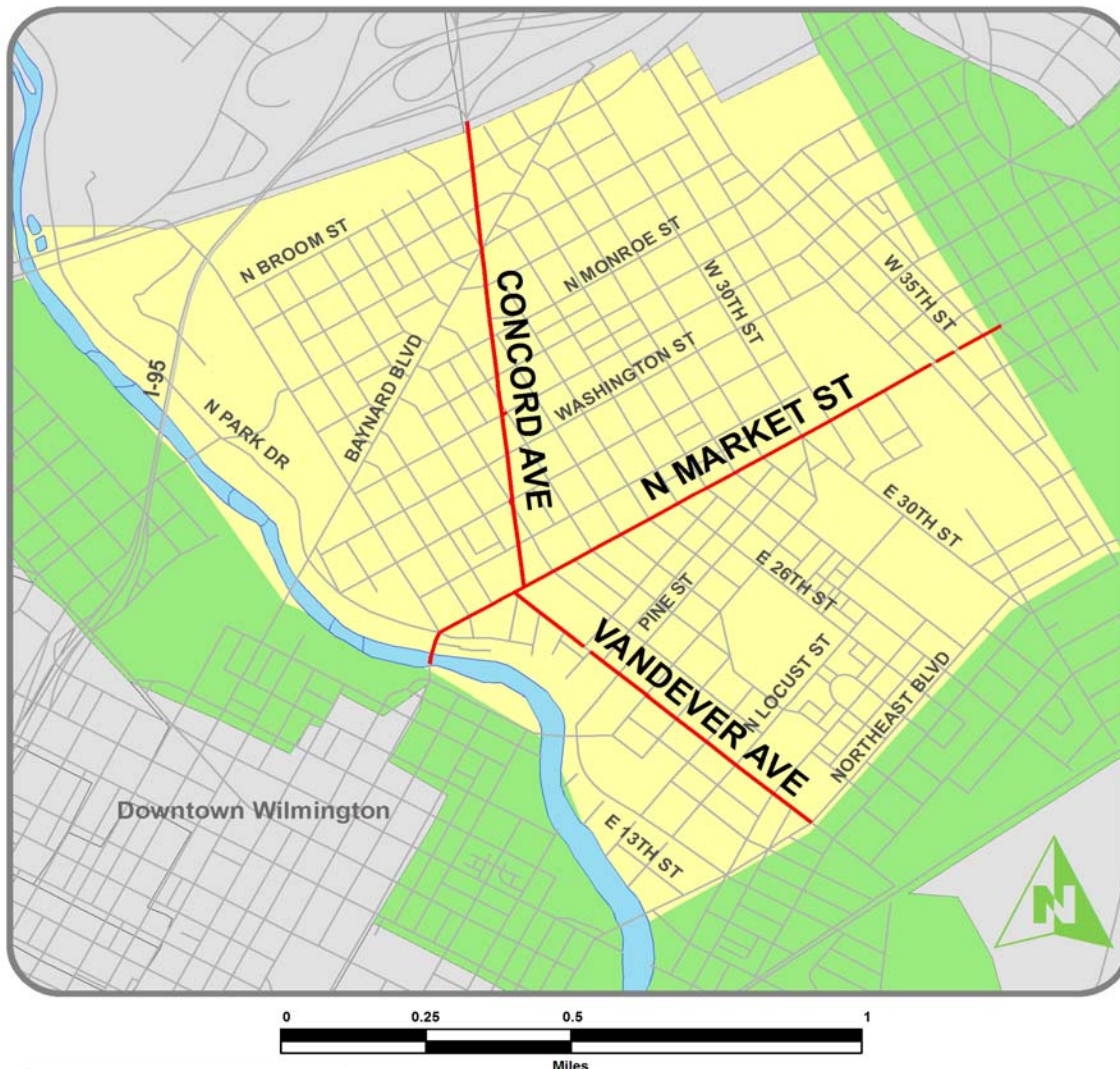 N BROOM ST
N MONROE ST
W 30TH ST
W 35TH ST
CONCORD AVE
WASHINGTON ST
BAYNARD BLVD
I-95
N PARK DR
N MARKET ST
E 30TH ST
E 26TH ST
PINE ST
VANDEVER AVE
N LOCUST ST
NORTHEAST BLVD
Downtown Wilmington
E 13TH ST
N
0 0.25 0.5 1
Miles